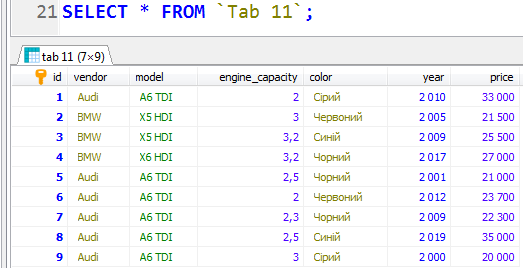 21 SELECT * FROM `Tab 11`;
tab 11 (7×9)
id vendor model engine_capacity color year price
1 Audi A6 TDI 2 Сірий 2 010 33 000
2 BMW X5 HDI 3 Червоний 2 005 21 500
3 BMW X5 HDI 3,2 Синій 2 009 25 500
4 BMW X6 HDI 3,2 Чорний 2 017 27 000
5 Audi A6 TDI 2,5 Чорний 2 001 21 000
6 Audi A6 TDI 2 Червоний 2 012 23 700
7 Audi A6 TDI 2,3 Чорний 2 009 22 300
8 Audi A6 TDI 2,5 Синій 2 019 35 000
9 Audi A6 TDI 3 Сірий 2 000 20 000